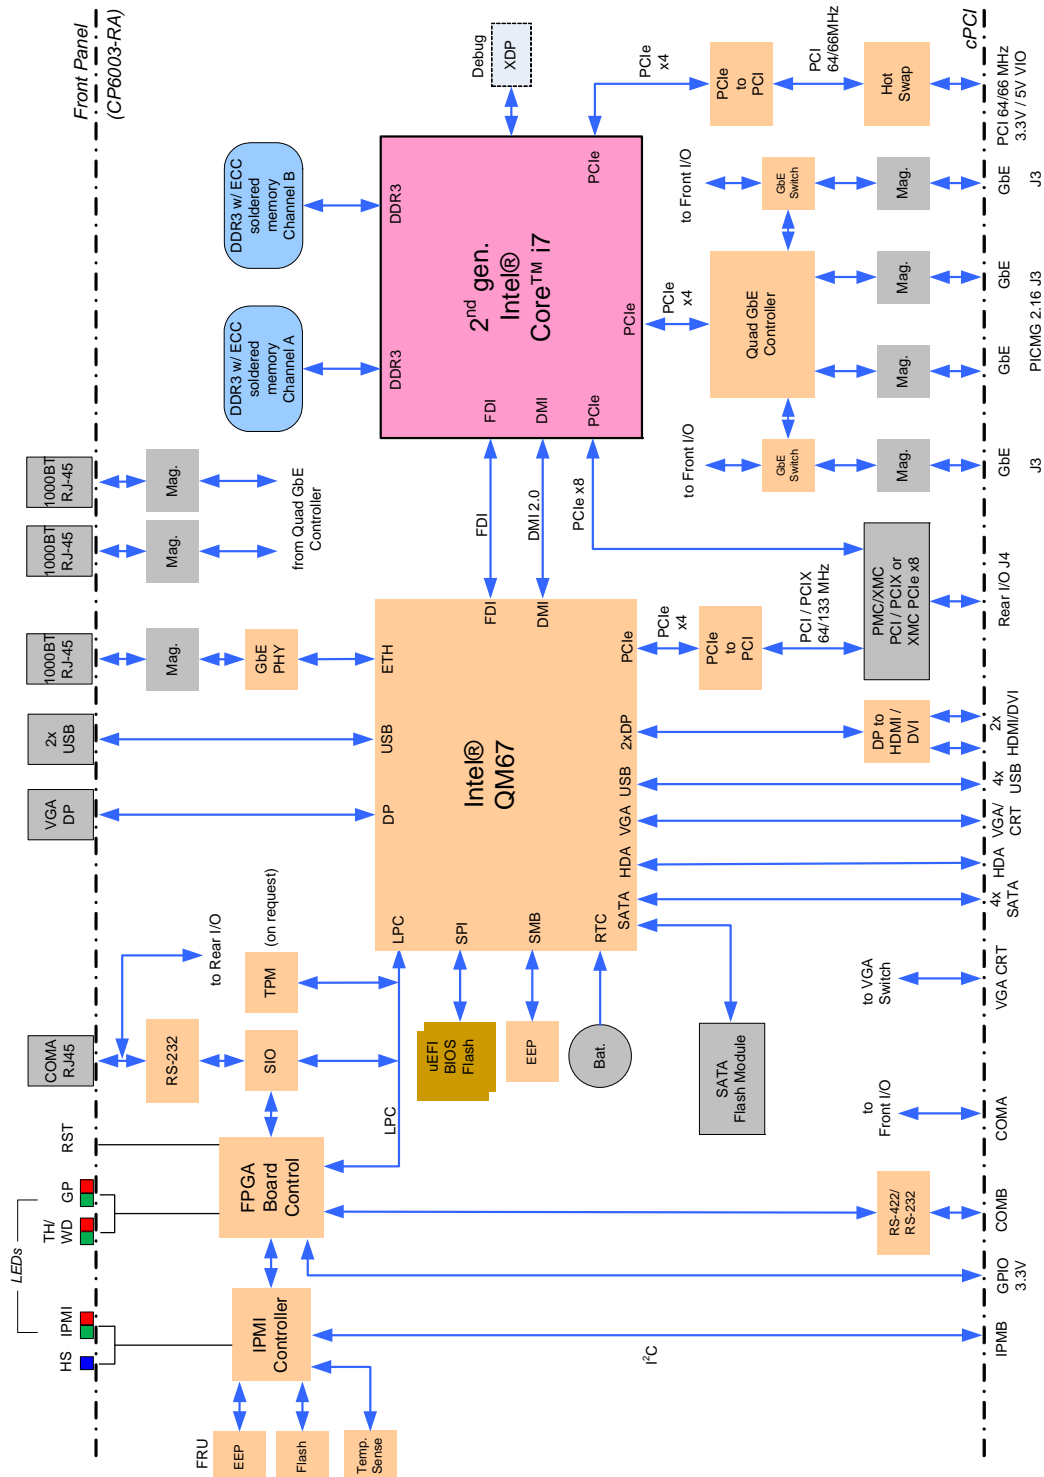 Front Panel
(CP6003-RA)
LEDs
HS
IPMI
TH/
WD
GP
RST
COMA
RJ45
VGA
DP
2x
USB
1000BT
RJ-45
1000BT
RJ-45
1000BT
RJ-45
RS-232
to Rear I/O
Mag.
Mag.
Mag.
DDR3 w/ ECC
soldered
memory
Channel A
DDR3 w/ ECC
soldered
memory
Channel B
FRU
EEP
Flash
Temp.
Sense
IPMI
Controller
FPGA
Board
Control
SIO
TPM
(on request)
GbE
PHY
from Quad GbE
Controller
LPC
LPC
DP
USB
ETH
DDR3
DDR3
uEFI
BIOS
Flash
EEP
Bat.
SPI
SMB
RTC
SATA
Intel®
QM67
FDI
DMI
FDI
DMI 2.0
FDI
DMI
PCIe
2nd gen.
Intel®
Core™ i7
PCIe
PCIe
Debug
XDP
HDA
VGA
USB
2xDP
PCIe
PCIe
x4
PCIe x8
PCIe
x4
PCIe
x4
SATA
Flash Module
PCIe
to
PCI
PCIe
to
PCI
PCI / PCIX
64/133 MHz
PCI
64/66MHz
to Front I/O
GbE
Switch
Quad GbE
Controller
to Front I/O
GbE
Switch
I2C
RS-422/
RS-232
to
Front I/O
to VGA
Switch
DP to
HDMI /
DVI
PMC/XMC
PCI / PCIX or
XMC PCIe x8
Mag.
Mag.
Mag.
Mag.
Hot
Swap
cPCI
IPMB
GPIO
3.3V
COMB
COMA
VGA CRT
4x
SATA
HDA
VGA/
CRT
4x
USB
2x
HDMI/DVI
Rear I/O J4
GbE
J3
GbE
GbE
PICMG 2.16 J3
GbE
J3
PCI 64/66 MHz
3.3V / 5V VIO